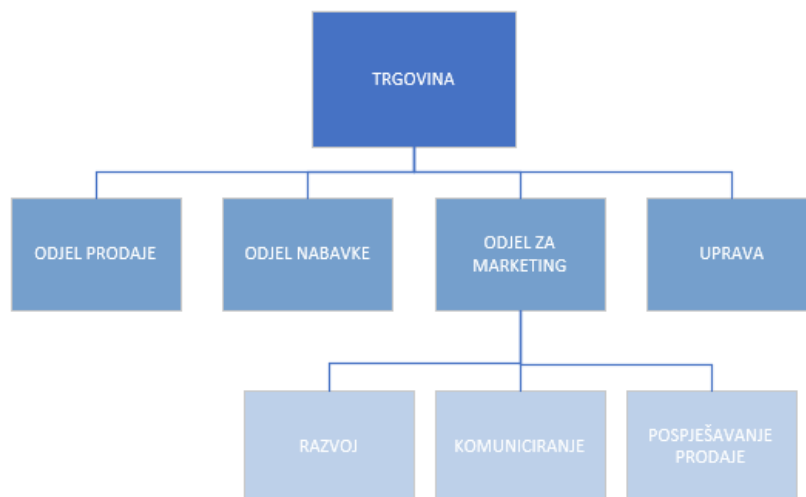 TRGOVINA
ODJEL PRODAJE
ODJEL NABAVKE
ODJEL ZA
MARKETING
UPRAVA
RAZVOJ
KOMUNICIRANJE
POSPJEŠAVANJE
PRODAJE